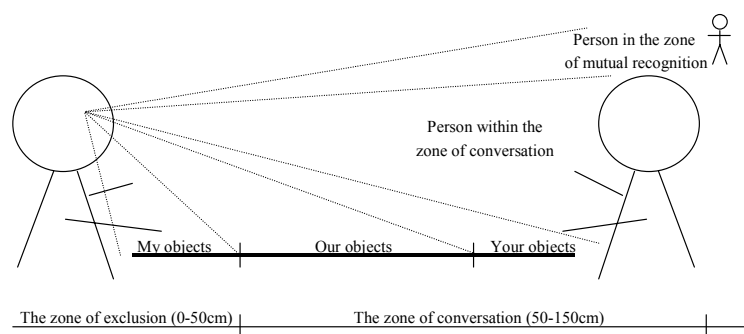 Person in the zone
of mutual recognition
Person within the
zone of conversation
My objects
Our objects
Your objects
The zone of exclusion (0-50cm)
The zone of conversation (50-150cm)